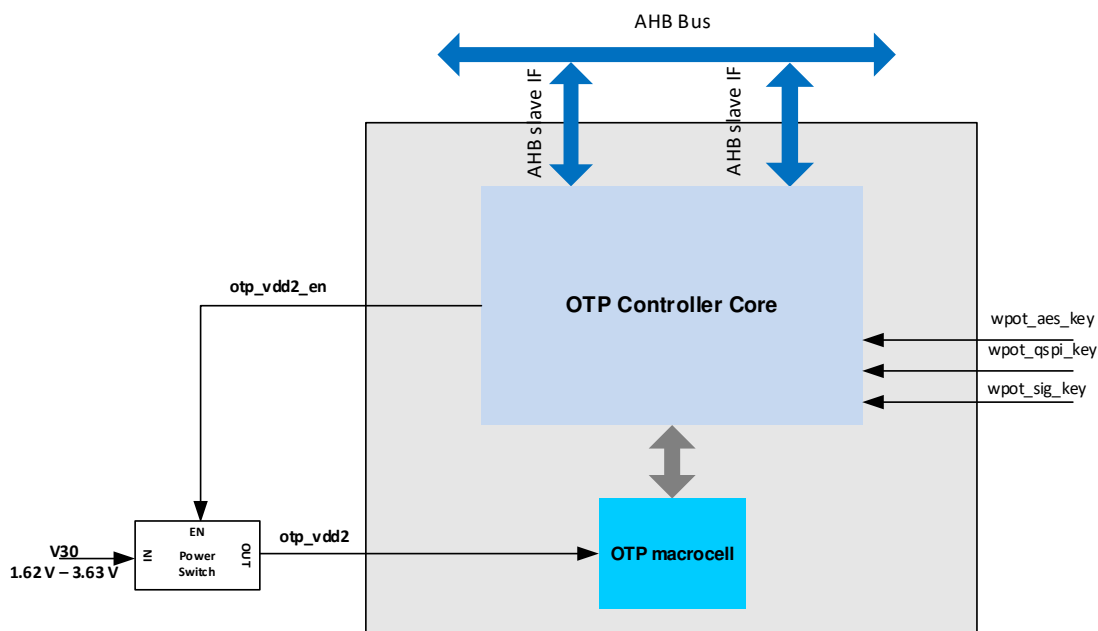 AHB Bus
AHB slave IF
AHB slave IF
OTP Controller Core
otp_vdd2_en
wpot_aes_key
wpot_qspi_key
wpot_sig_key
EN
V30
IN
Power
Switch
OUT
1.62 V – 3.63 V
otp_vdd2
OTP macrocell